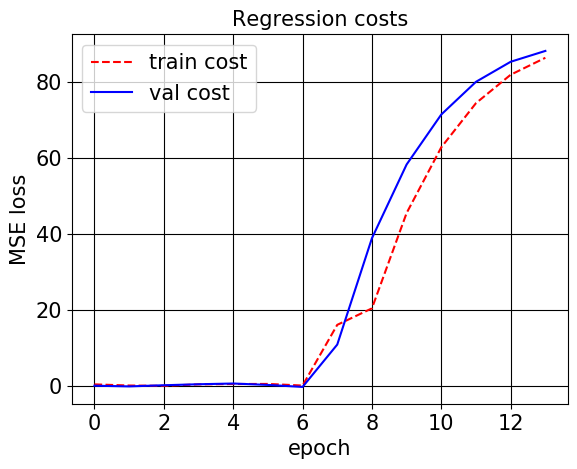 Regression costs
train cost
val cost
MSE loss
80
60
40
20
0
0 2 4 6 8 10 12
epoch